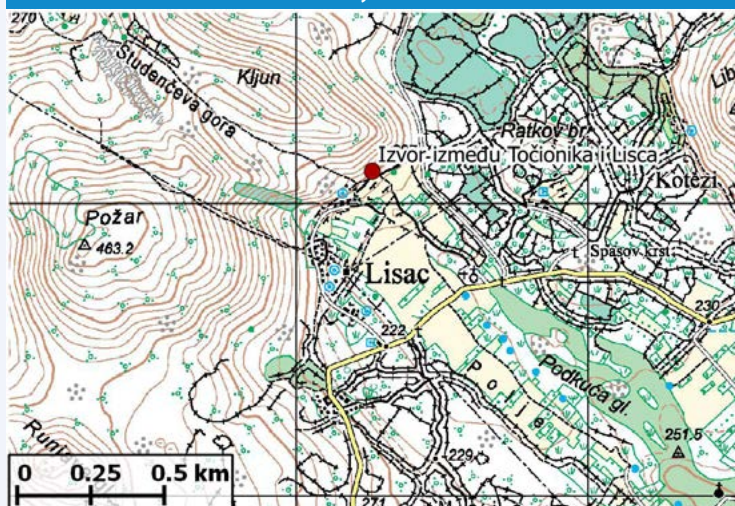 270
Studenčeva gora
Kljun
Ratkov br.
Izvor-između Točionika i Lisca
Kotezi
Požar
463.2
Lisac
Spasov krst
230
222
Polje
Podkuća gl.
251.5
229
271
0 0.25 0.5 km